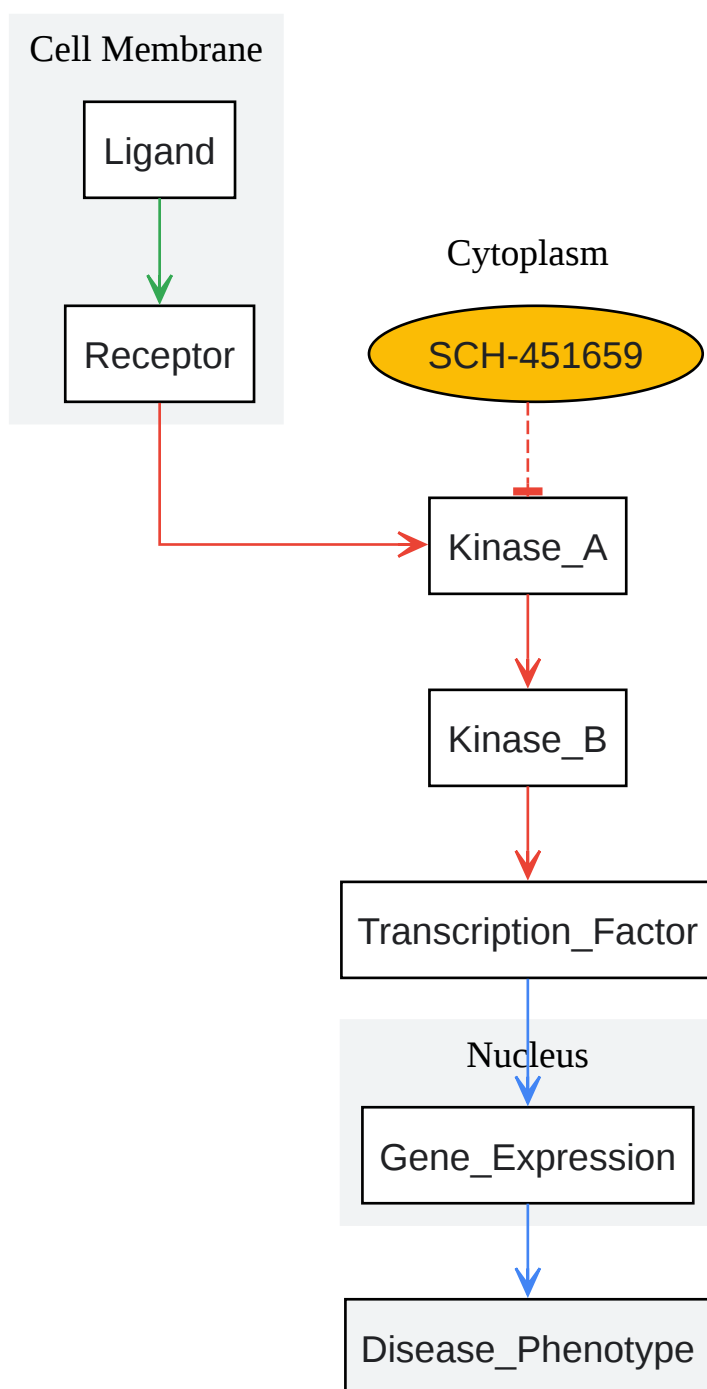 Cell Membrane
Ligand
Cytoplasm
Receptor
SCH-451659
Kinase_A
Kinase_B
Transcription_Factor
Nucleus
Gene_Expression
Disease_Phenotype